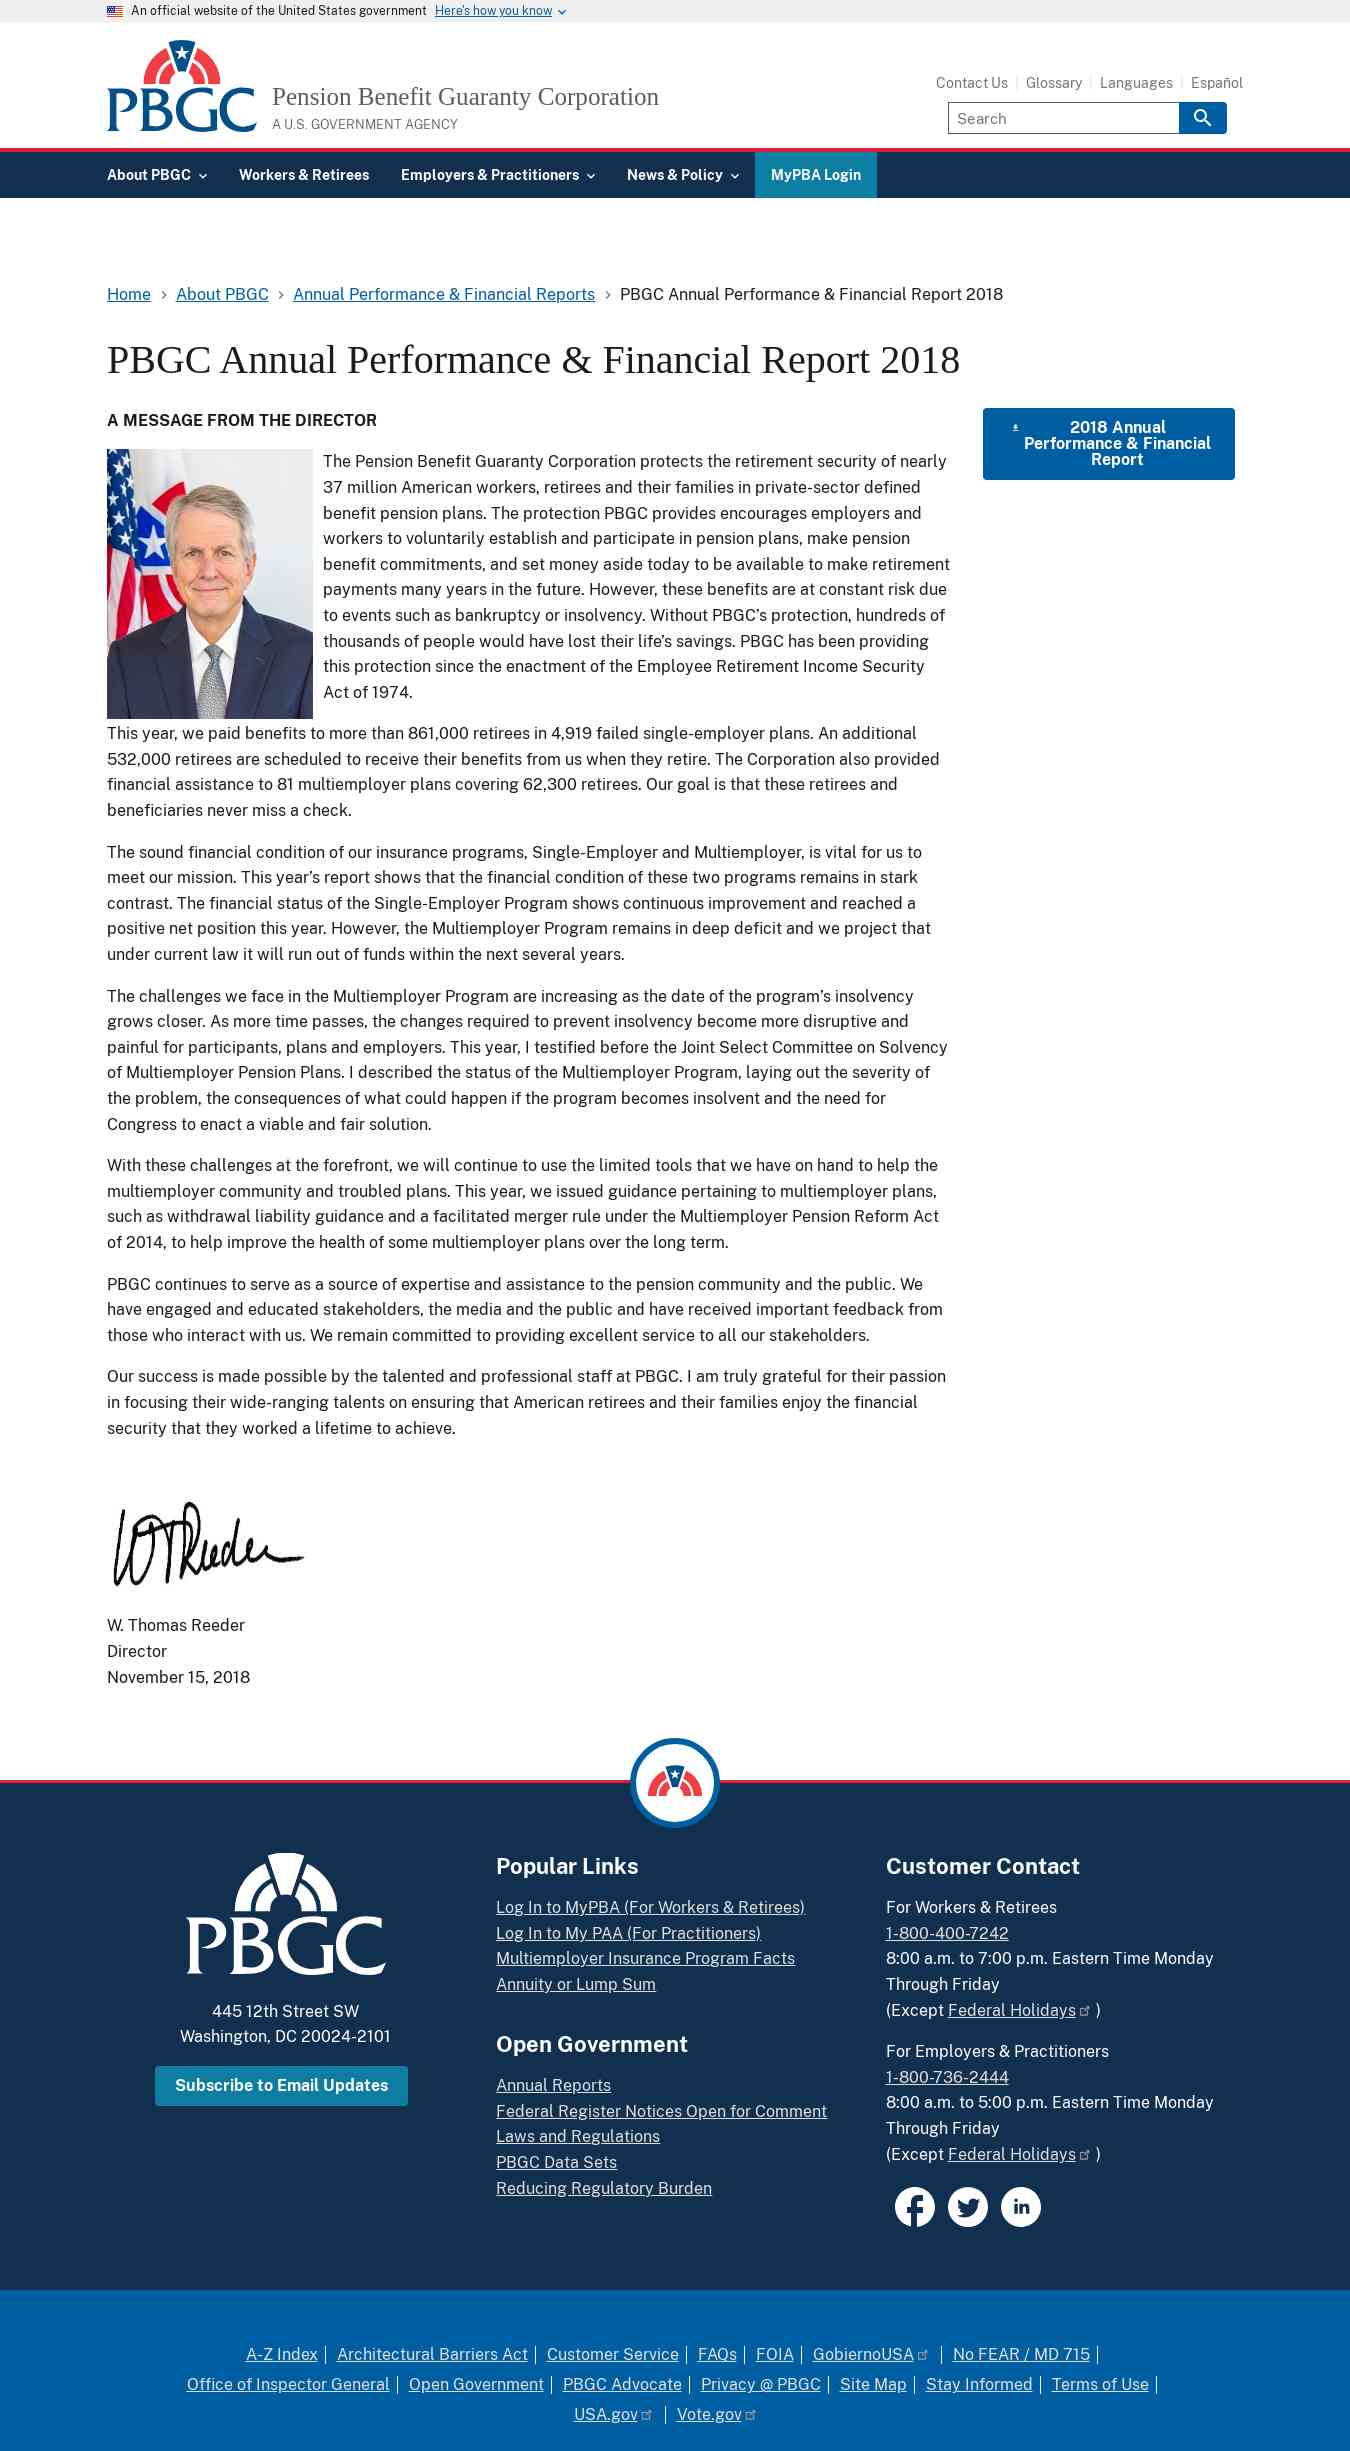 An official website of the United States government Here's how you know
PBGC
Pension Benefit Guaranty Corporation
A U.S. GOVERNMENT AGENCY
Contact Us | Glossary | Languages | Español
Search
About PBGC Workers & Retirees Employers & Practitioners News & Policy MyPBA Login
Home > About PBGC > Annual Performance & Financial Reports > PBGC Annual Performance & Financial Report 2018
PBGC Annual Performance & Financial Report 2018
A MESSAGE FROM THE DIRECTOR
The Pension Benefit Guaranty Corporation protects the retirement security of nearly
37 million American workers, retirees and their families in private-sector defined
benefit pension plans. The protection PBGC provides encourages employers and
workers to voluntarily establish and participate in pension plans, make pension
benefit commitments, and set money aside today to be available to make retirement
payments many years in the future. However, these benefits are at constant risk due
to events such as bankruptcy or insolvency. Without PBGC's protection, hundreds of
thousands of people would have lost their life's savings. PBGC has been providing
this protection since the enactment of the Employee Retirement Income Security
Act of 1974.
This year, we paid benefits to more than 861,000 retirees in 4,919 failed single-employer plans. An additional
532,000 retirees are scheduled to receive their benefits from us when they retire. The Corporation also provided
financial assistance to 81 multiemployer plans covering 62,300 retirees. Our goal is that these retirees and
beneficiaries never miss a check.
The sound financial condition of our insurance programs, Single-Employer and Multiemployer, is vital for us to
meet our mission. This year's report shows that the financial condition of these two programs remains in stark
contrast. The financial status of the Single-Employer Program shows continuous improvement and reached a
positive net position this year. However, the Multiemployer Program remains in deep deficit and we project that
under current law it will run out of funds within the next several years.
The challenges we face in the Multiemployer Program are increasing as the date of the program's insolvency
grows closer. As more time passes, the changes required to prevent insolvency become more disruptive and
painful for participants, plans and employers. This year, I testified before the Joint Select Committee on Solvency
of Multiemployer Pension Plans. I described the status of the Multiemployer Program, laying out the severity of
the problem, the consequences of what could happen if the program becomes insolvent and the need for
Congress to enact a viable and fair solution.
With these challenges at the forefront, we will continue to use the limited tools that we have on hand to help the
multiemployer community and troubled plans. This year, we issued guidance pertaining to multiemployer plans,
such as withdrawal liability guidance and a facilitated merger rule under the Multiemployer Pension Reform Act
of 2014, to help improve the health of some multiemployer plans over the long term.
PBGC continues to serve as a source of expertise and assistance to the pension community and the public. We
have engaged and educated stakeholders, the media and the public and have received important feedback from
those who interact with us. We remain committed to providing excellent service to all our stakeholders.
Our success is made possible by the talented and professional staff at PBGC. I am truly grateful for their passion
in focusing their wide-ranging talents on ensuring that American retirees and their families enjoy the financial
security that they worked a lifetime to achieve.
WTReeder
W. Thomas Reeder
Director
November 15, 2018
2018 Annual
Performance & Financial
Report
PBGC
445 12th Street SW
Washington, DC 20024-2101
Subscribe to Email Updates
Popular Links
Log In to MyPBA (For Workers & Retirees)
Log In to My PAA (For Practitioners)
Multiemployer Insurance Program Facts
Annuity or Lump Sum
Open Government
Annual Reports
Federal Register Notices Open for Comment
Laws and Regulations
PBGC Data Sets
Reducing Regulatory Burden
Customer Contact
For Workers & Retirees
1-800-400-7242
8:00 a.m. to 7:00 p.m. Eastern Time Monday
Through Friday
(Except Federal Holidays )
For Employers & Practitioners
1-800-736-2444
8:00 a.m. to 5:00 p.m. Eastern Time Monday
Through Friday
(Except Federal Holidays )
in
A-Z Index | Architectural Barriers Act | Customer Service | FAQs | FOIA | GobiernoUSA | No FEAR / MD 715 |
Office of Inspector General | Open Government | PBGC Advocate | Privacy @ PBGC | Site Map | Stay Informed | Terms of Use |
USA.gov | Vote.gov